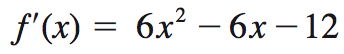 f′(x) = 6x² − 6x − 12